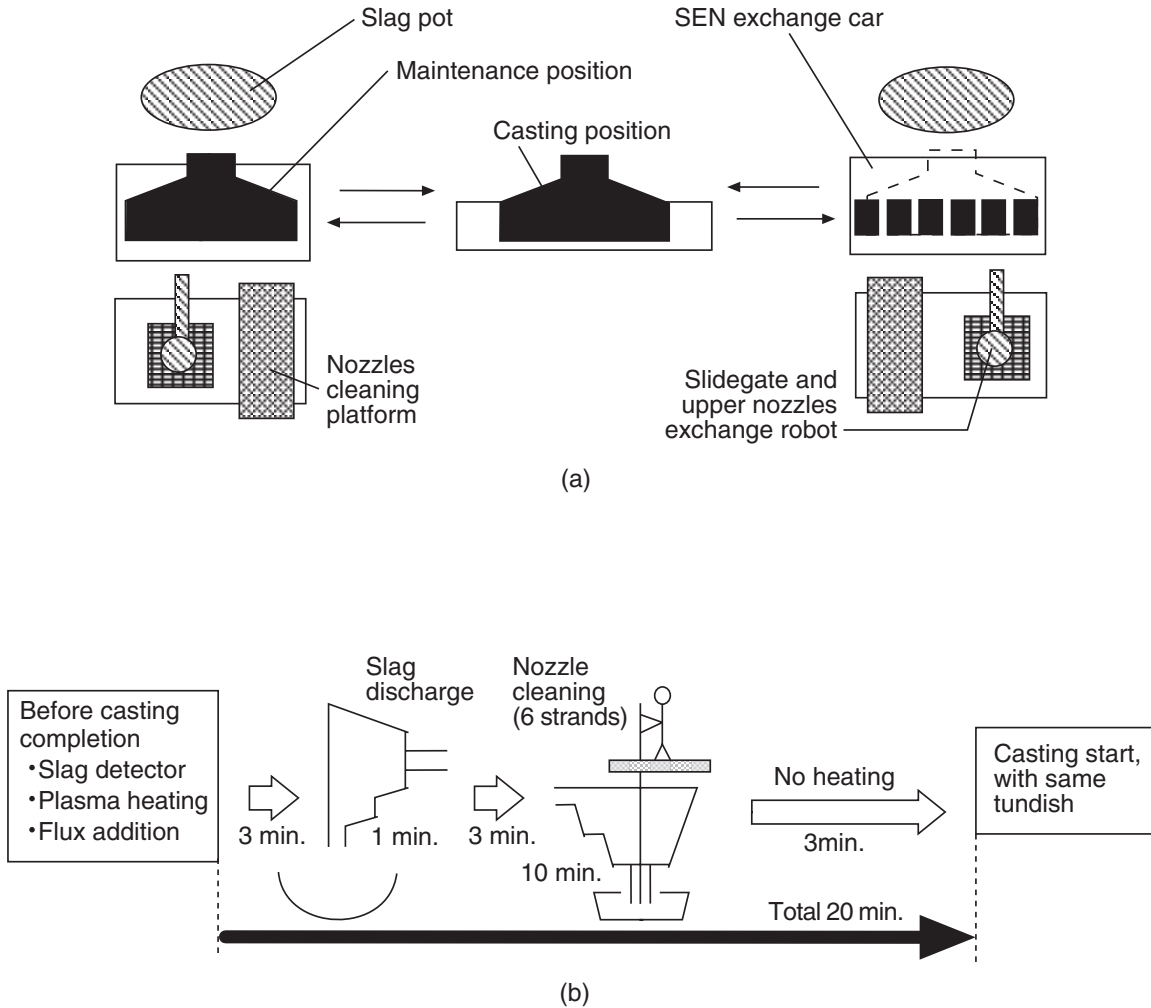 Slag pot
SEN exchange car
Maintenance position
Casting position
Nozzles
cleaning
platform
Slidegate and
upper nozzles
exchange robot
(a)
Before casting
completion
•Slag detector
•Plasma heating
•Flux addition
3 min.
Slag
discharge
1 min.
3 min.
Nozzle
cleaning
(6 strands)
10 min.
No heating
3min.
Casting start,
with same
tundish
Total 20 min.
(b)